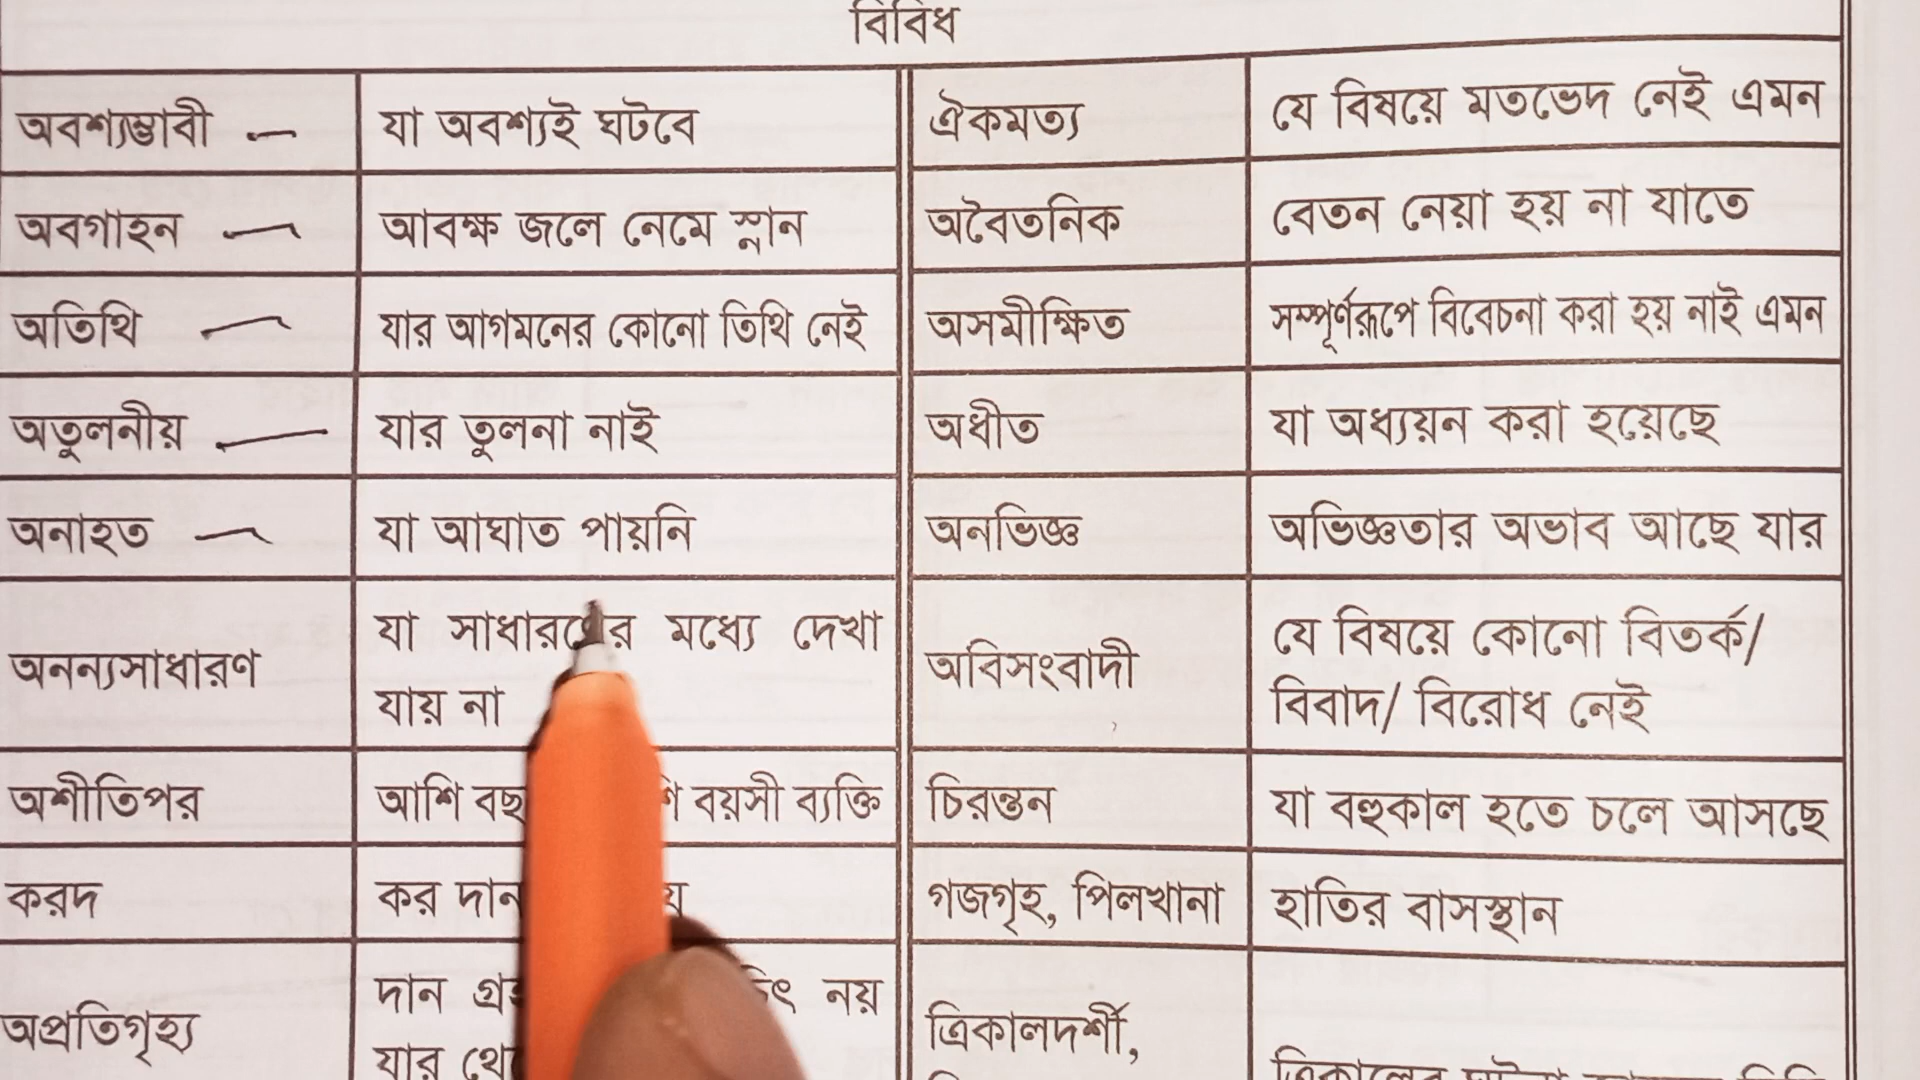 বিবিধ
অবশ্যম্ভাবী যা অবশ্যই ঘটবে ঐকমত্য যে বিষয়ে মতভেদ নেই এমন
অবগাহন আবক্ষ জলে নেমে স্নান অবৈতনিক বেতন নেয়া হয় না যাতে
অতিথি যার আগমনের কোনো তিথি নেই অসমীক্ষিত সম্পূর্ণরূপে বিবেচনা করা হয় নাই এমন
অতুলনীয় যার তুলনা নাই অধীত যা অধ্যয়ন করা হয়েছে
অনাহত যা আঘাত পায়নি অনভিজ্ঞ অভিজ্ঞতার অভাব আছে যার
অনন্যসাধারণ যা সাধারণের মধ্যে দেখা
যায় না
অবিসংবাদী যে বিষয়ে কোনো বিতর্ক/
বিবাদ/ বিরোধ নেই
অশীতিপর আশি বয়সী ব্যক্তি চিরন্তন যা বহুকাল হতে চলে আসছে
করদ কর দান গজগৃহ, পিলখানা হাতির বাসস্থান
অপ্রতিগৃহ্য দান নয়
যার
ত্রিকালদর্শী,
ত্রিকালের